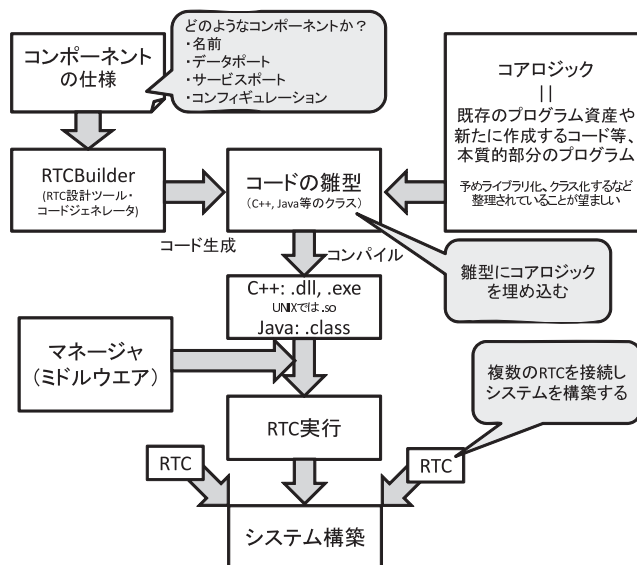 コンポーネント
の仕様
どのようなコンポーネントか？
・名前
・データポート
・サービスポート
・コンフィギュレーション
コアロジック
||
既存のプログラム資産や
新たに作成するコード等、
本質的部分のプログラム
予めライブラリ化、クラス化するなど
整理されていることが望ましい
RTCBuilder
(RTC設計ツール・
コードジェネレータ)
コードの雛型
(C++, Java等のクラス)
コード生成
コンパイル
雛型にコアロジック
を埋め込む
C++: .dll, .exe
UNIXでは.so
Java: .class
マネージャ
(ミドルウエア)
複数のRTCを接続し
システムを構築する
RTC実行
RTC
RTC
システム構築